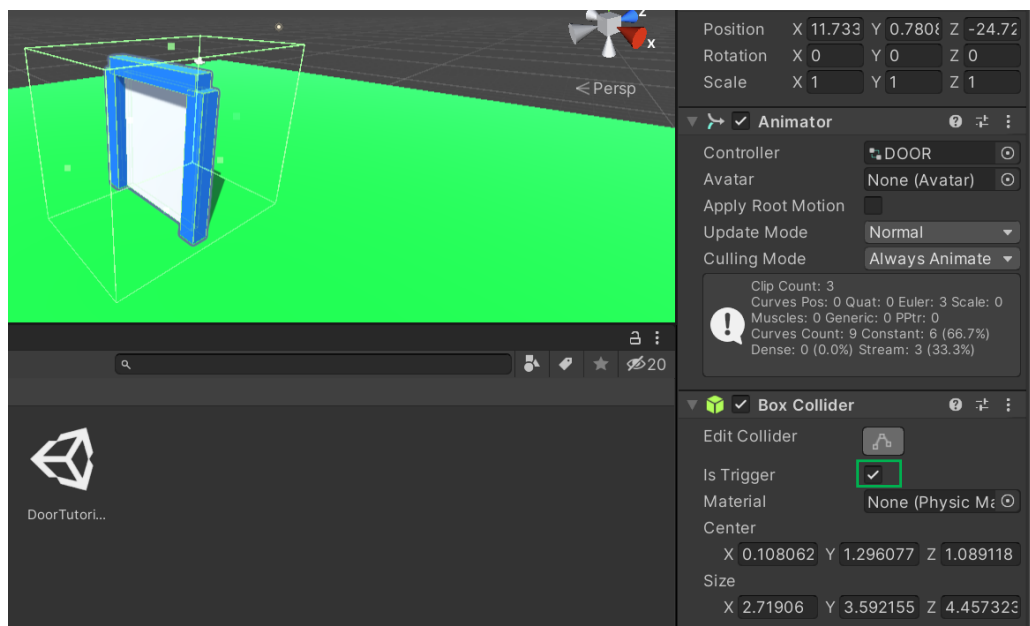 Z
X
Persp
20
DoorTutori...
Position X 11.733 Y 0.7808 Z -24.72
Rotation X 0 Y 0 Z 0
Scale X 1 Y 1 Z 1
Animator
Controller DOOR
Avatar None (Avatar)
Apply Root Motion
Update Mode Normal
Culling Mode Always Animate
Clip Count: 3
Curves Pos: 0 Quat: 0 Euler: 3 Scale: 0
Muscles: 0 Generic: 0 PPtr: 0
Curves Count: 9 Constant: 6 (66.7%)
Dense: 0 (0.0%) Stream: 3 (33.3%)
Box Collider
Edit Collider
Is Trigger
Material None (Physic Ma
Center
X 0.108062 Y 1.296077 Z 1.089118
Size
X 2.71906 Y 3.592155 Z 4.457323